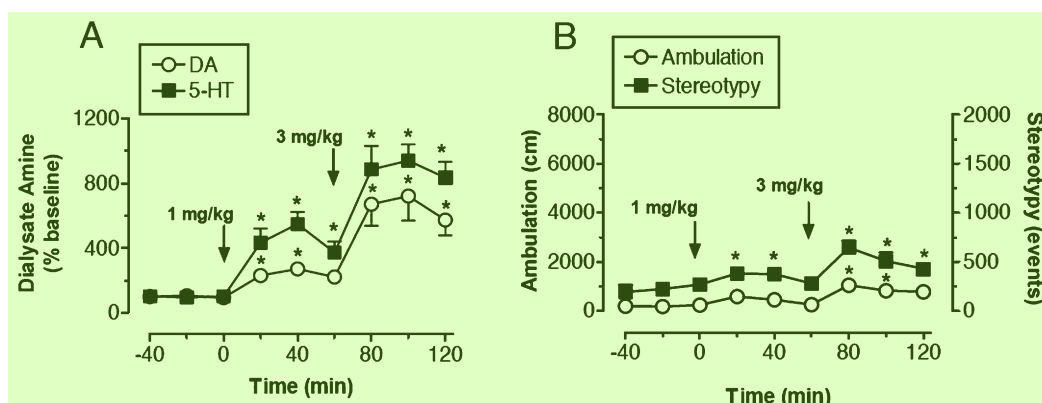 A
DA
5-HT
Dialysate Amine
(% baseline)
1200
800
400
0
1 mg/kg
3 mg/kg
* * * * * *
* * * * *
-40 0 40 80 120
Time (min)
B
Ambulation
Stereotypy
Ambulation (cm)
8000
6000
4000
2000
0
1 mg/kg
3 mg/kg
* * * * *
* *
2000
1500
1000
500
0
Stereotypy (events)
-40 0 40 80 120
Time (min)